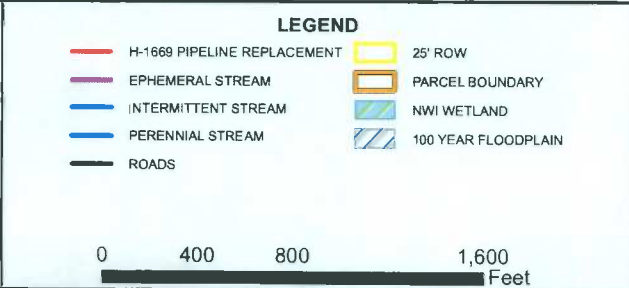 LEGEND
H-1669 PIPELINE REPLACEMENT
EPHEMERAL STREAM
INTERMITTENT STREAM
PERENNIAL STREAM
ROADS
25' ROW
PARCEL BOUNDARY
NWI WETLAND
100 YEAR FLOODPLAIN
0 400 800 1,600
Feet